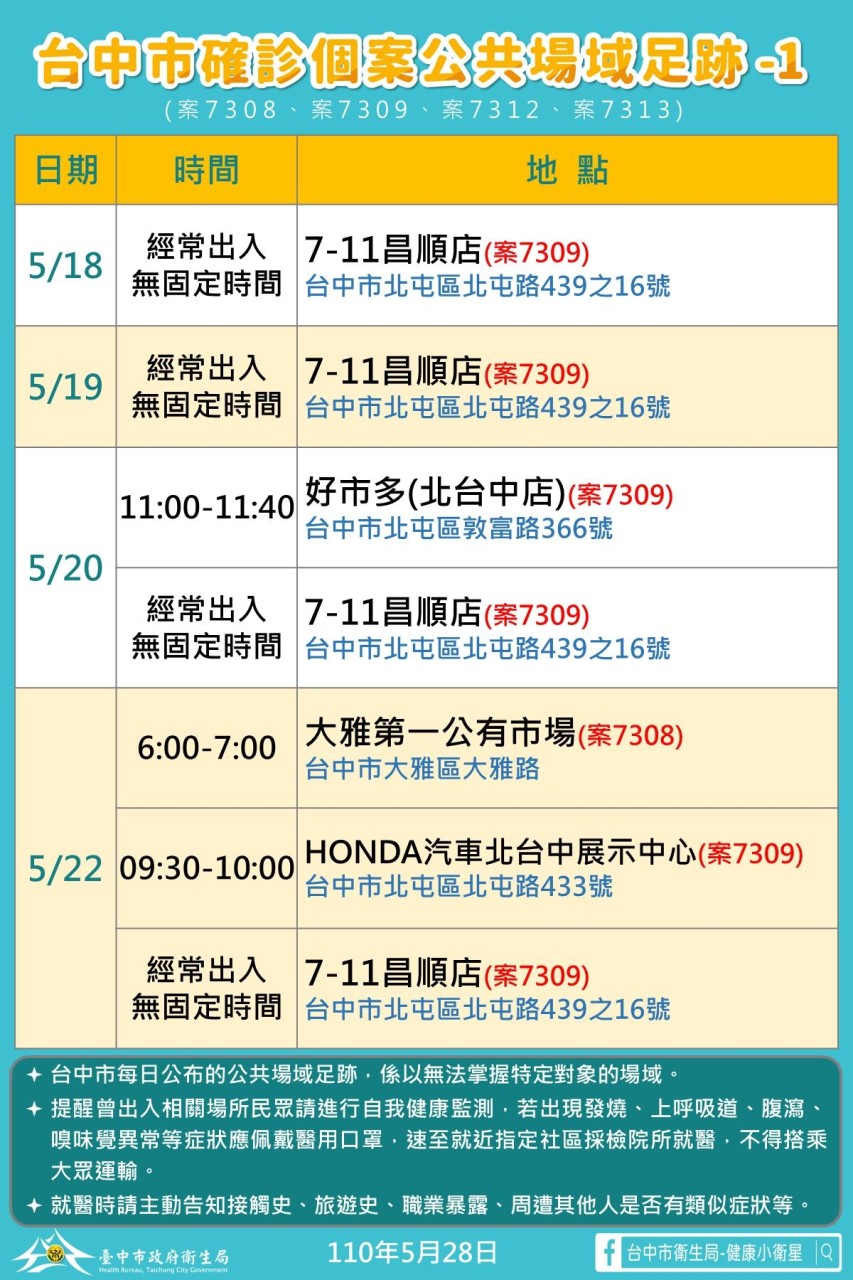 台中市確診個案公共場域足跡-1
(案7308、案7309、案7312、案7313)
日期 時間 地 點
5/18
經常出入
無固定時間
7-11昌順店(案7309)
台中市北屯區北屯路439之16號
5/19
經常出入
無固定時間
7-11昌順店(案7309)
台中市北屯區北屯路439之16號
5/20
11:00-11:40
好市多(北台中店)(案7309)
台中市北屯區敦富路366號
經常出入
無固定時間
7-11昌順店(案7309)
台中市北屯區北屯路439之16號
5/22
6:00-7:00
大雅第一公有市場(案7308)
台中市大雅區大雅路
09:30-10:00
HONDA汽車北台中展示中心(案7309)
台中市北屯區北屯路433號
經常出入
無固定時間
7-11昌順店(案7309)
台中市北屯區北屯路439之16號
台中市每日公布的公共場域足跡，係以無法掌握特定對象的場域。
提醒曾出入相關場所民眾請進行自我健康監測，若出現發燒、上呼吸道、腹瀉、
嗅味覺異常等症狀應佩戴醫用口罩，速至就近指定社區採檢院所就醫，不得搭乘
大眾運輸。
就醫時請主動告知接觸史、旅遊史、職業暴露、周遭其他人是否有類似症狀等。
臺中市政府衛生局
Health Bureau, Taichung City Government
110年5月28日
台中市衛生局-健康小衛星